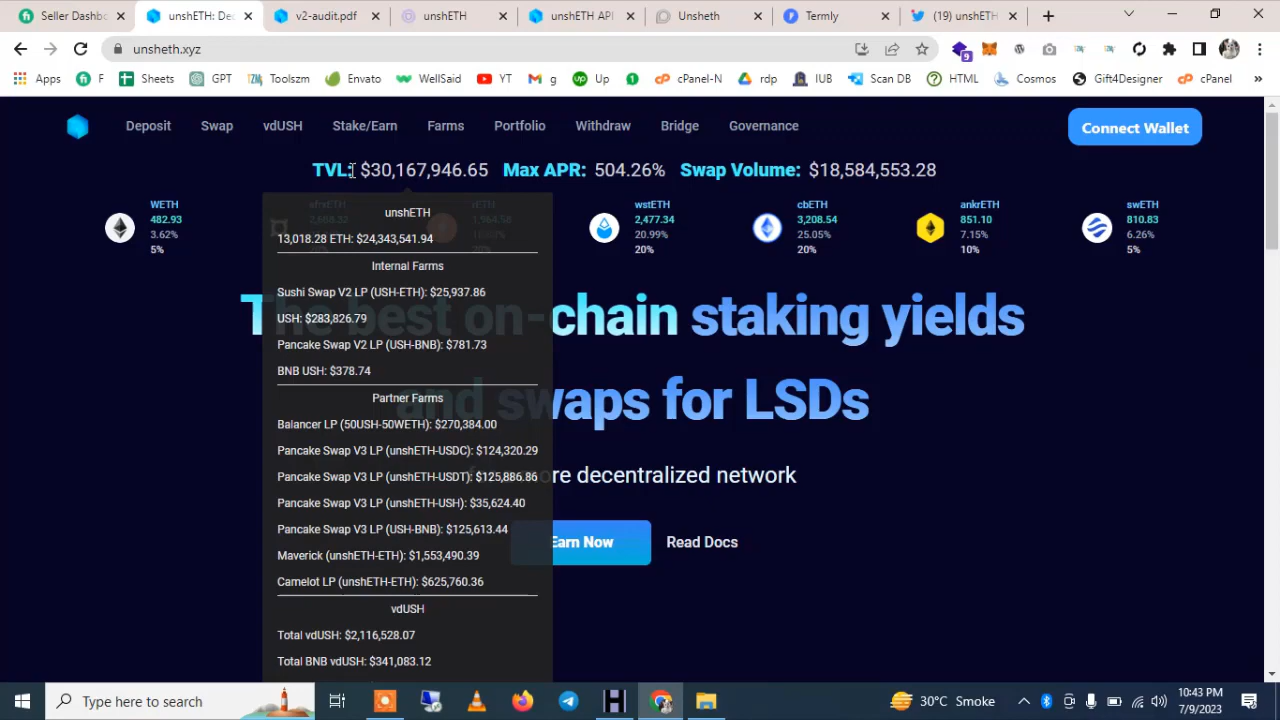 Seller Dashbo
unshETH: De
v2-audit.pdf
unshETH
unshETH API
Unsheth
Termly
(19) unshETH
unsheth.xyz
9
Apps
F
Sheets
GPT
Toolszm
Envato
WellSaid
YT
g
Up
1
cPanel-N
rdp
IUB
Scan DB
HTML
Cosmos
Gift4Designer
cPanel
Deposit
Swap
vdUSH
Stake/Earn
Farms
Portfolio
Withdraw
Bridge
Governance
Connect Wallet
TVL: $30,167,946.65 Max APR: 504.26% Swap Volume: $18,584,553.28
WETH
482.93
3.62%
5%
wstETH
2,477.34
20.99%
20%
cbETH
3,208.54
25.05%
20%
ankrETH
851.10
7.15%
10%
swETH
810.83
6.26%
5%
unshETH
13,018.28 ETH: $24,343,541.94
Internal Farms
Sushi Swap V2 LP (USH-ETH): $25,937.86
USH: $283,826.79
Pancake Swap V2 LP (USH-BNB): $781.73
BNB USH: $378.74
Partner Farms
Balancer LP (50USH-50WETH): $270,384.00
Pancake Swap V3 LP (unshETH-USDC): $124,320.29
Pancake Swap V3 LP (unshETH-USDT): $125,886.86
Pancake Swap V3 LP (unshETH-USH): $35,624.40
Pancake Swap V3 LP (USH-BNB): $125,613.44
Maverick (unshETH-ETH): $1,553,490.39
Camelot LP (unshETH-ETH): $625,760.36
vdUSH
Total vdUSH: $2,116,528.07
Total BNB vdUSH: $341,083.12
The best on-chain staking yields
and swaps for LSDs
ore decentralized network
Earn Now
Read Docs
Type here to search
30°C Smoke
10:43 PM
7/9/2023